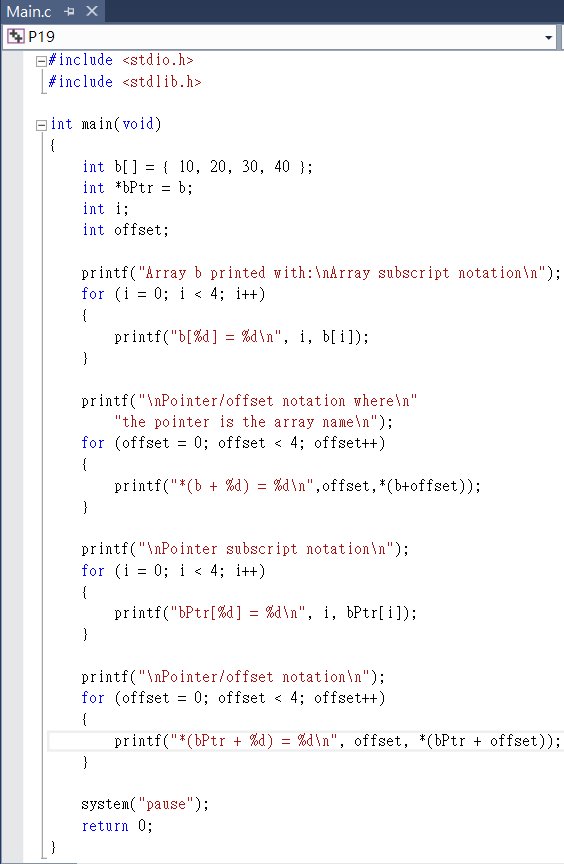 Main.c
P19
#include <stdio.h>
#include <stdlib.h>
int main(void)
{
int b[] = { 10, 20, 30, 40 };
int *bPtr = b;
int i;
int offset;
printf("Array b printed with:\nArray subscript notation\n");
for (i = 0; i < 4; i++)
{
printf("b[%d] = %d\n", i, b[i]);
}
printf("\nPointer/offset notation where\n"
"the pointer is the array name\n");
for (offset = 0; offset < 4; offset++)
{
printf("*(b + %d) = %d\n",offset,*(b+offset));
}
printf("\nPointer subscript notation\n");
for (i = 0; i < 4; i++)
{
printf("bPtr[%d] = %d\n", i, bPtr[i]);
}
printf("\nPointer/offset notation\n");
for (offset = 0; offset < 4; offset++)
{
printf("*(bPtr + %d) = %d\n", offset, *(bPtr + offset));
}
system("pause");
return 0;
}